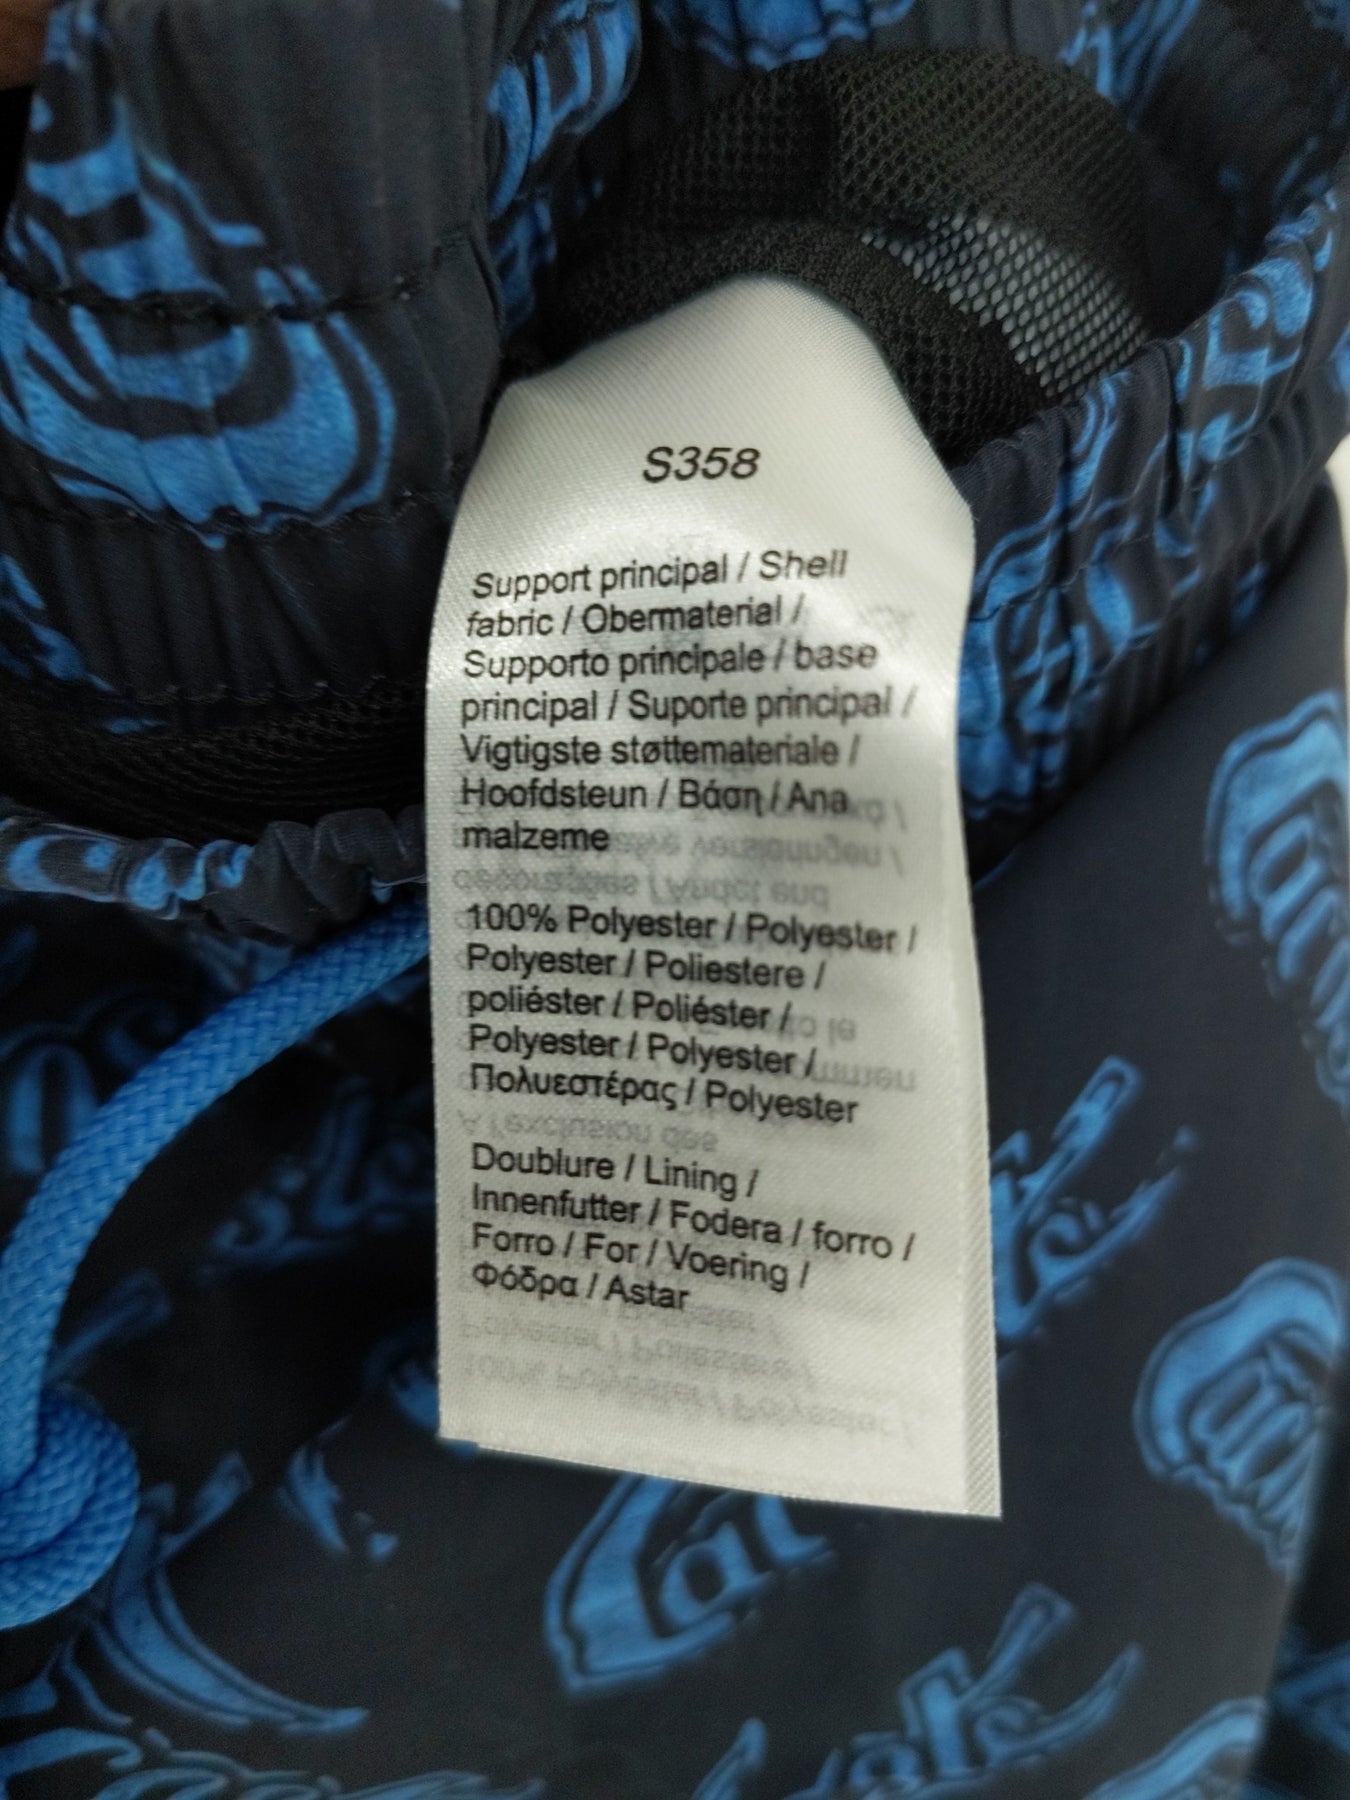 S358
Support principal / Shell
fabric / Obermaterial /
Supporto principale / base
principal / Suporte principal /
Vigtigste støttemateriale /
Hoofdsteun / Βάση / Ana
malzeme
100% Polyester / Polyester /
Polyester / Poliestere /
poliéster / Poliéster /
Polyester / Polyester /
Πολυεστέρας / Polyester
Doublure / Lining /
Innenfutter / Fodera / forro /
Forro / For / Voering /
Φόδρα / Astar